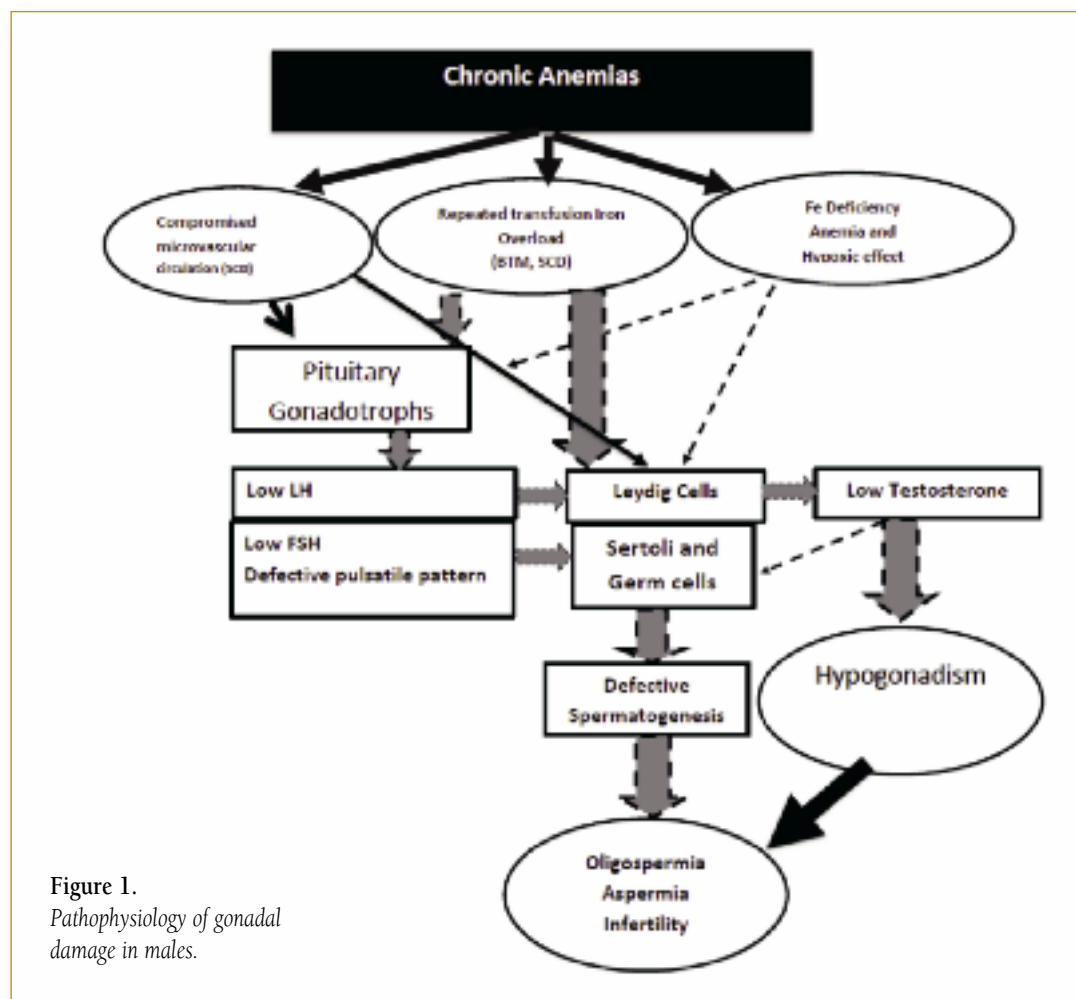 Chronic Anemias
Compromised
microvascular
circulation (SCD)
Repeated transfusion Iron
Overload
(BTM, SCD)
Fe Deficiency
Anemia and
Hypoxic effect
Pituitary
Gonadotrophs
Low LH
Leydig Cells
Low Testosterone
Low FSH
Defective pulsatile pattern
Sertoli and
Germ cells
Defective
Spermatogenesis
Hypogonadism
Oligospermia
Aspermia
Infertility
Figure 1.
Pathophysiology of gonadal
damage in males.